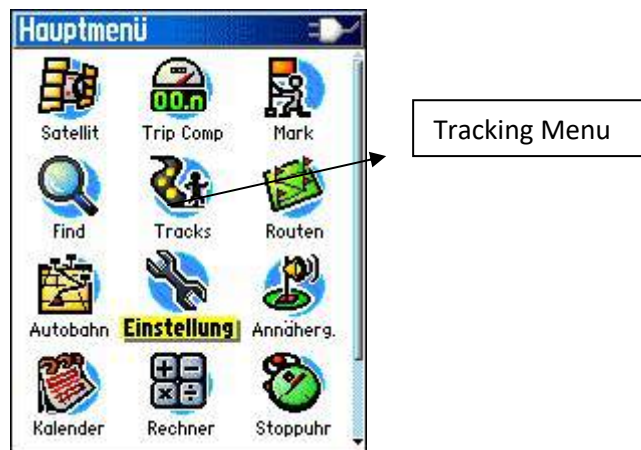 Hauptmenü
00.n
Satellit Trip Comp Mark
Tracking Menu
Find Tracks Routen
Autobahn Einstellung Annäherg.
Kalender Rechner Stoppuhr